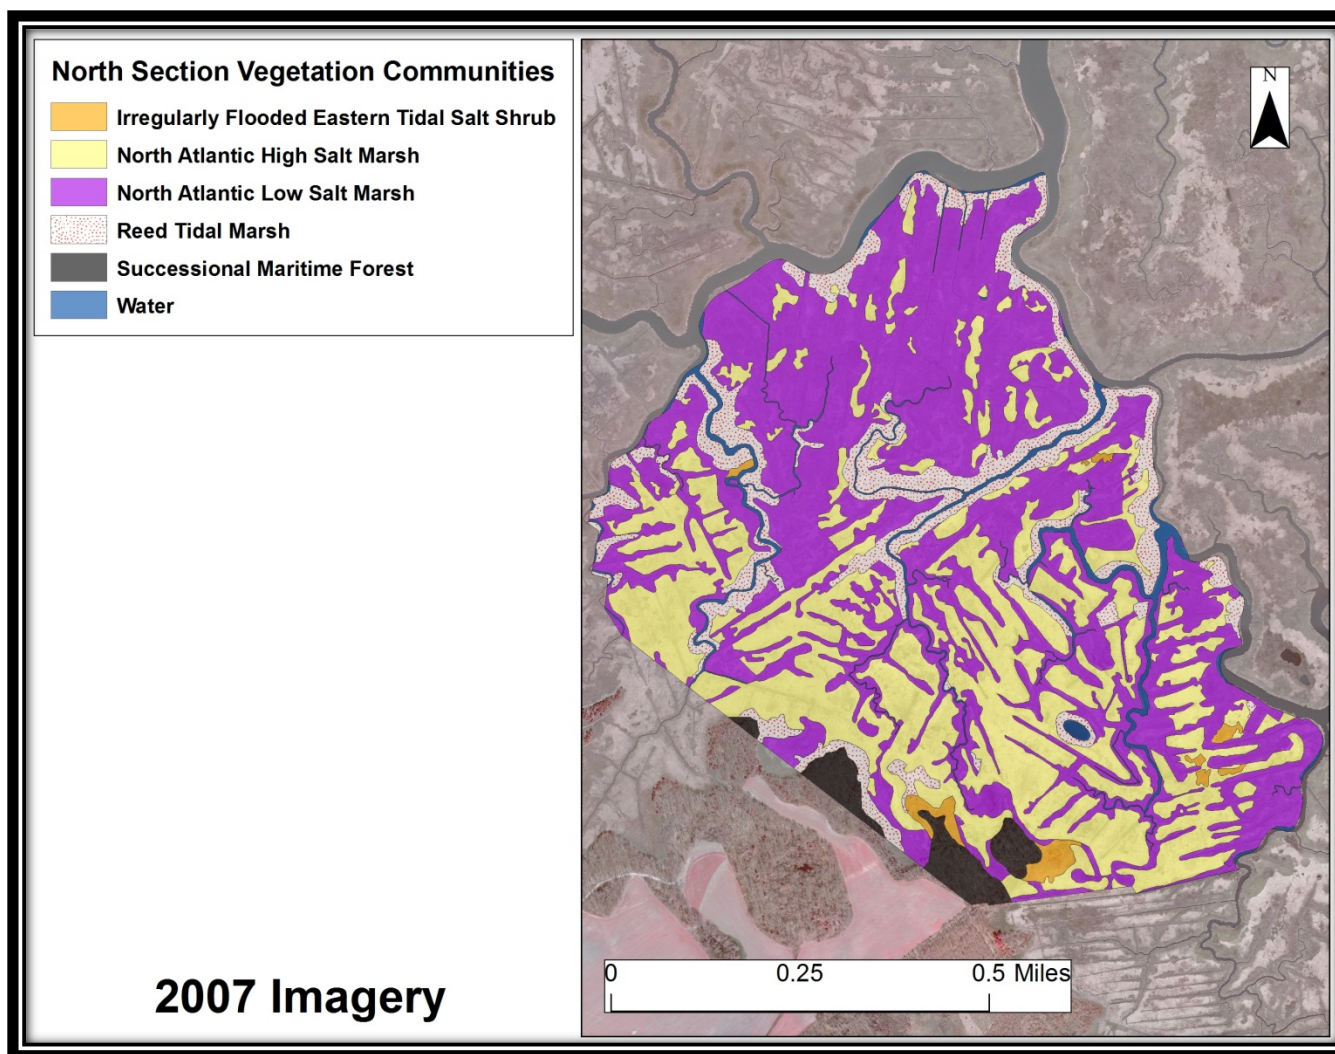 North Section Vegetation Communities
Irregularly Flooded Eastern Tidal Salt Shrub
North Atlantic High Salt Marsh
North Atlantic Low Salt Marsh
Reed Tidal Marsh
Successional Maritime Forest
Water
N
2007 Imagery
0 0.25 0.5 Miles